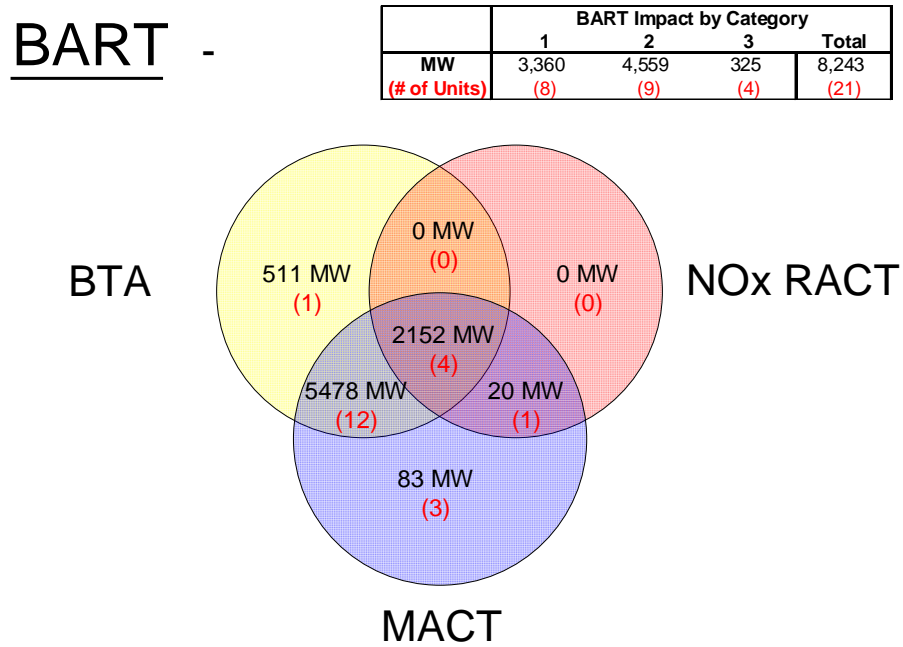 BART -
BART Impact by Category
1 2 3 Total
MW 3,360 4,559 325 8,243
(# of Units) (8) (9) (4) (21)
0 MW
(0)
511 MW
(1)
0 MW
(0)
BTA
NOx RACT
2152 MW
(4)
5478 MW
(12)
20 MW
(1)
83 MW
(3)
MACT